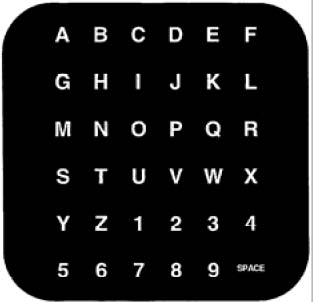 A B C D E F
G H I J K L
M N O P Q R
S T U V W X
Y Z 1 2 3 4
5 6 7 8 9 SPACE